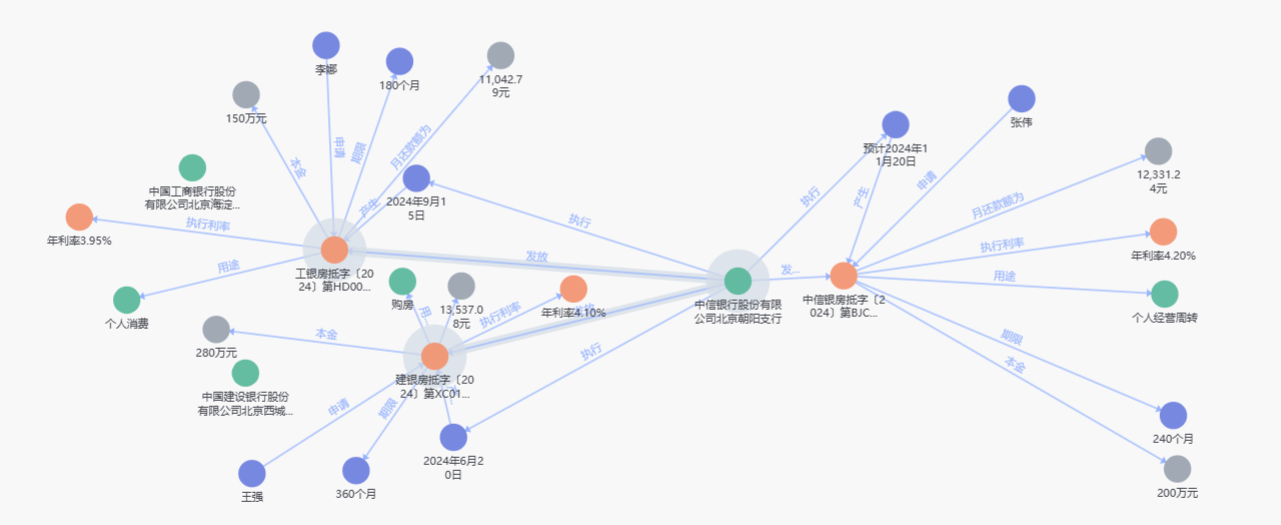 李娜
180个月
11,042.7
9元
150万元
申请
期限
月还款额为
本金
中国工商银行股份
有限公司北京海淀...
年利率3.95%
执行利率
产生
2024年9月1
5日
执行
用途
工银房抵字〔20
24〕第HD00...
发放
个人消费
购房
13,537.0
8元
用...
执行利率
年利率4.10%
发放
280万元
本金
中国建设银行股份
有限公司北京西城...
建银房抵字〔20
24〕第XC01...
申请
期限
执行
王强
360个月
2024年6月2
0日
中信银行股份有限
公司北京朝阳支行
发...
执行
预计2024年1
1月20日
产生
申请
张伟
月还款额为
12,331.2
4元
执行利率
年利率4.20%
用途
个人经营周转
中信银房抵字〔2
024〕第BJC...
期限
本金
240个月
200万元